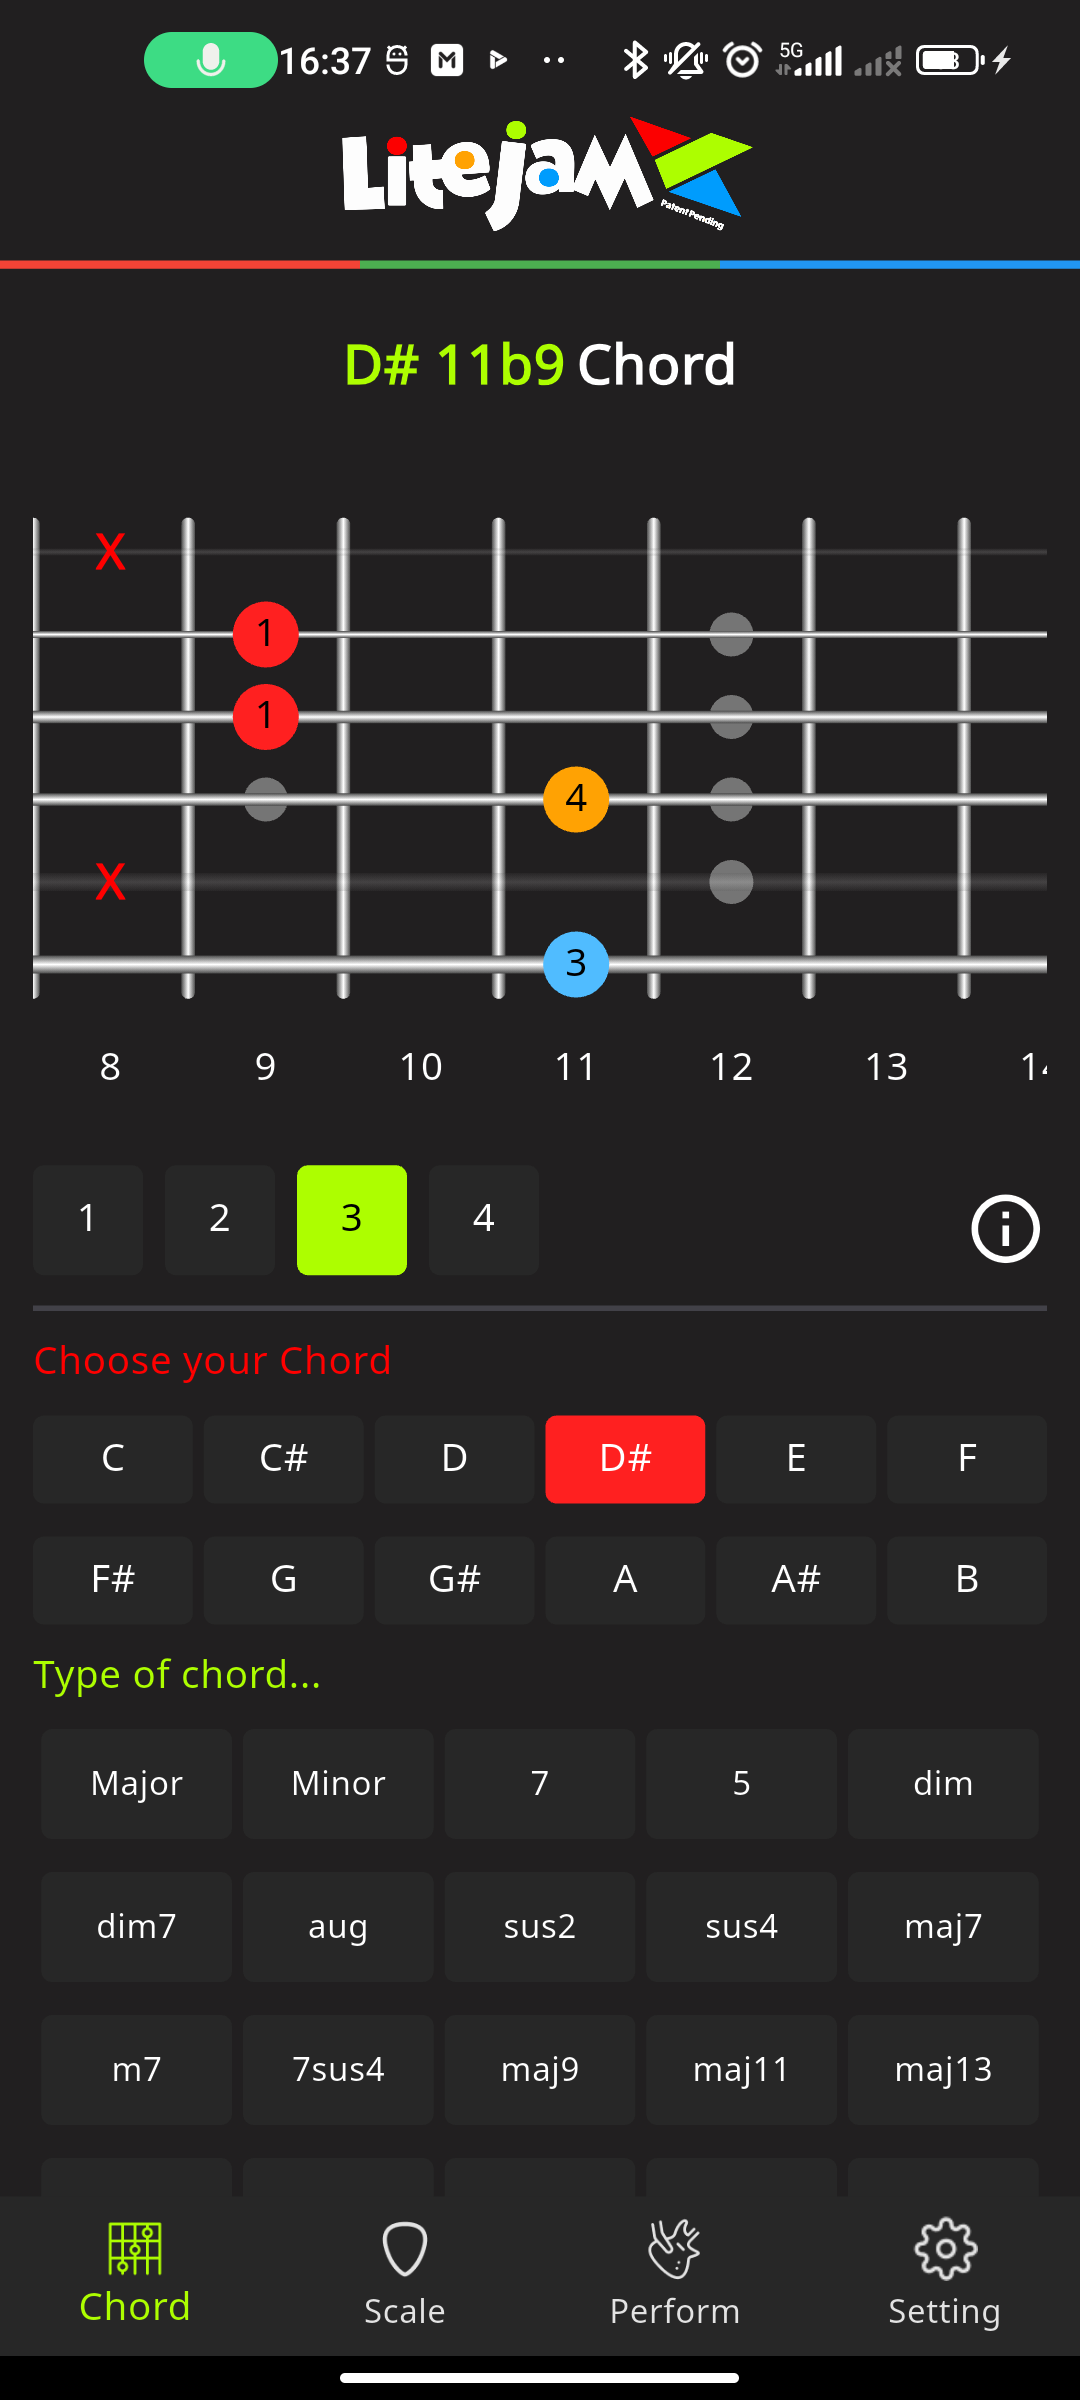 16:37 5G
LitejaM
Patent Pending
D# 11b9 Chord
X
1
1
4
X
3
8 9 10 11 12 13
1 2 3 4
Choose your Chord
C C# D D# E F
F# G G# A A# B
Type of chord...
Major Minor 7 5 dim
dim7 aug sus2 sus4 maj7
m7 7sus4 maj9 maj11 maj13
Chord Scale Perform Setting